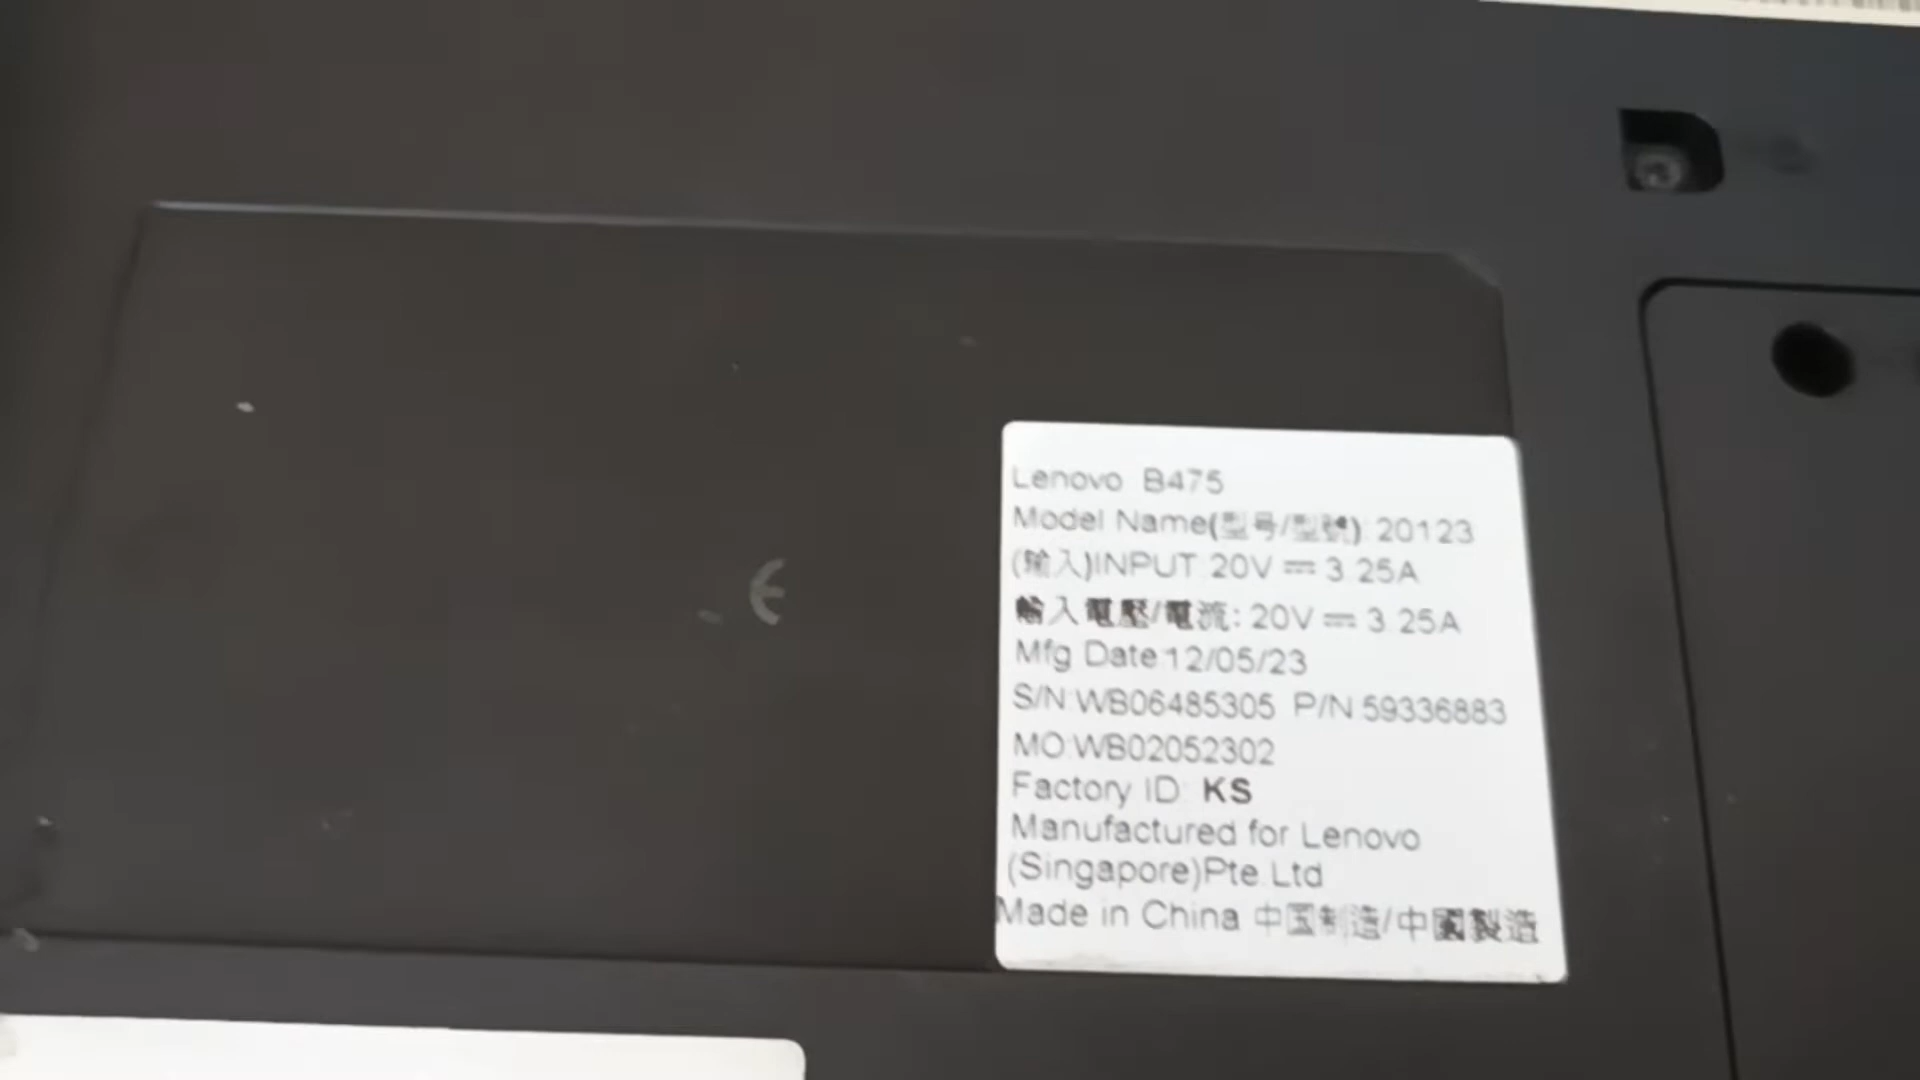 Lenovo B475
Model Name(型号/型號): 20123
(输入)INPUT 20V ⎓ 3.25A
輸入電壓/電流: 20V ⎓ 3.25A
Mfg Date:12/05/23
S/N:WB06485305 P/N:59336883
MO:WB02052302
Factory ID: KS
Manufactured for Lenovo
(Singapore)Pte.Ltd
Made in China 中国制造/中國製造
CE